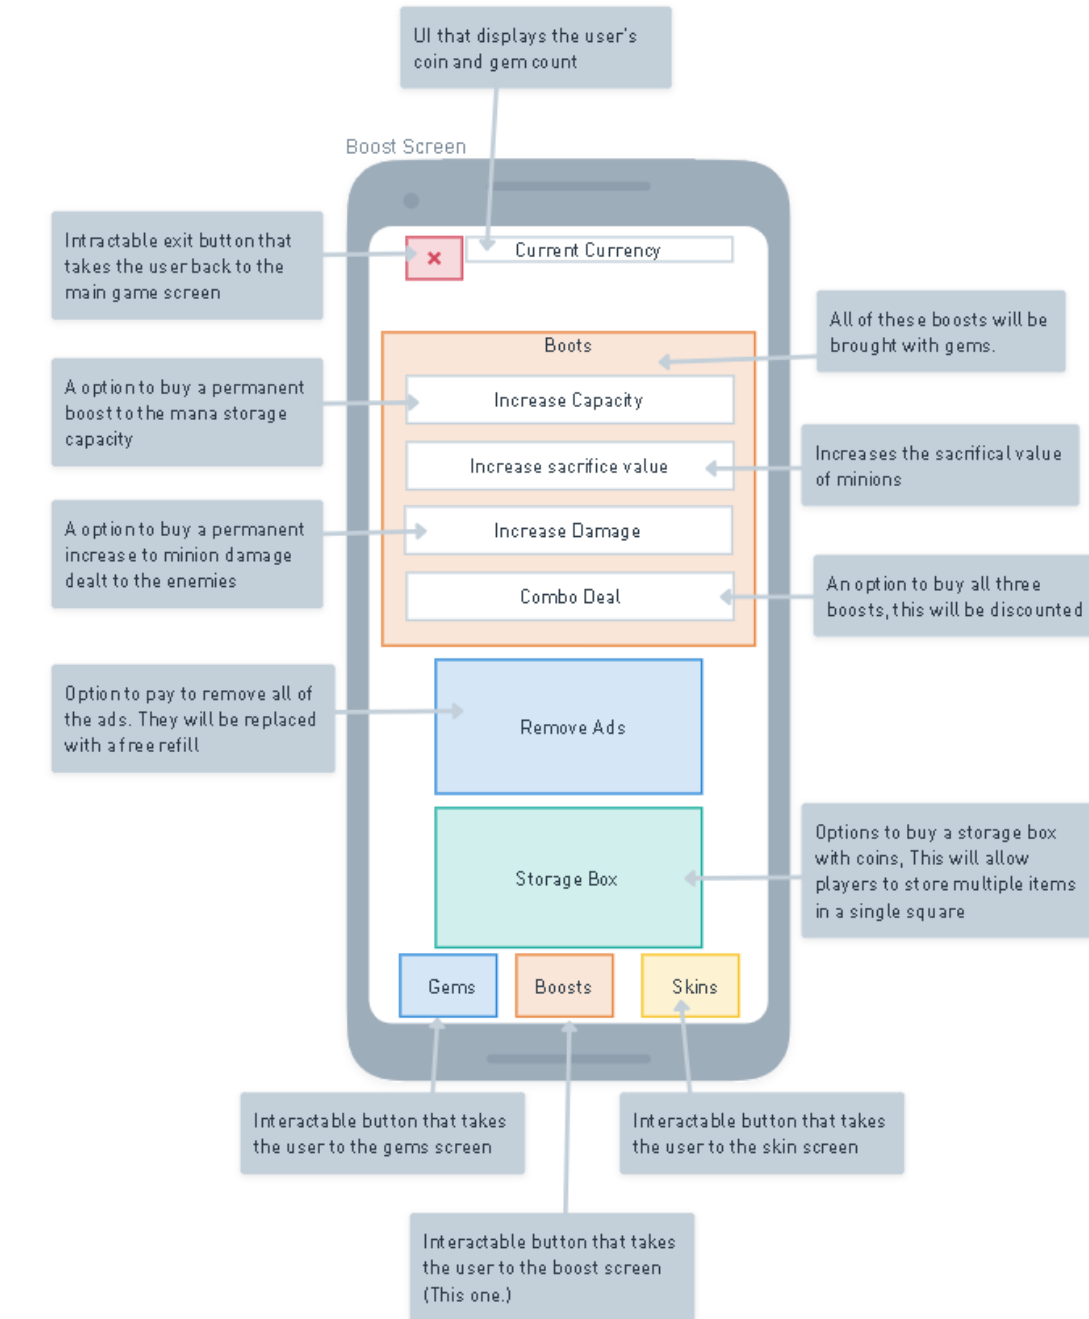 UI that displays the user's
coin and gem count
Boost Screen
Intractable exit button that
takes the user back to the
main game screen
×
Current Currency
All of these boosts will be
brought with gems.
Boots
A option to buy a permanent
boost to the mana storage
capacity
Increase Capacity
Increase sacrifice value
Increases the sacrifical value
of minions
A option to buy a permanent
increase to minion damage
dealt to the enemies
Increase Damage
Combo Deal
An option to buy all three
boosts, this will be discounted
Option to pay to remove all of
the ads. They will be replaced
with a free refill
Remove Ads
Storage Box
Options to buy a storage box
with coins, This will allow
players to store multiple items
in a single square
Gems
Boosts
Skins
Interactable button that takes
the user to the gems screen
Interactable button that takes
the user to the skin screen
Interactable button that takes
the user to the boost screen
(This one.)